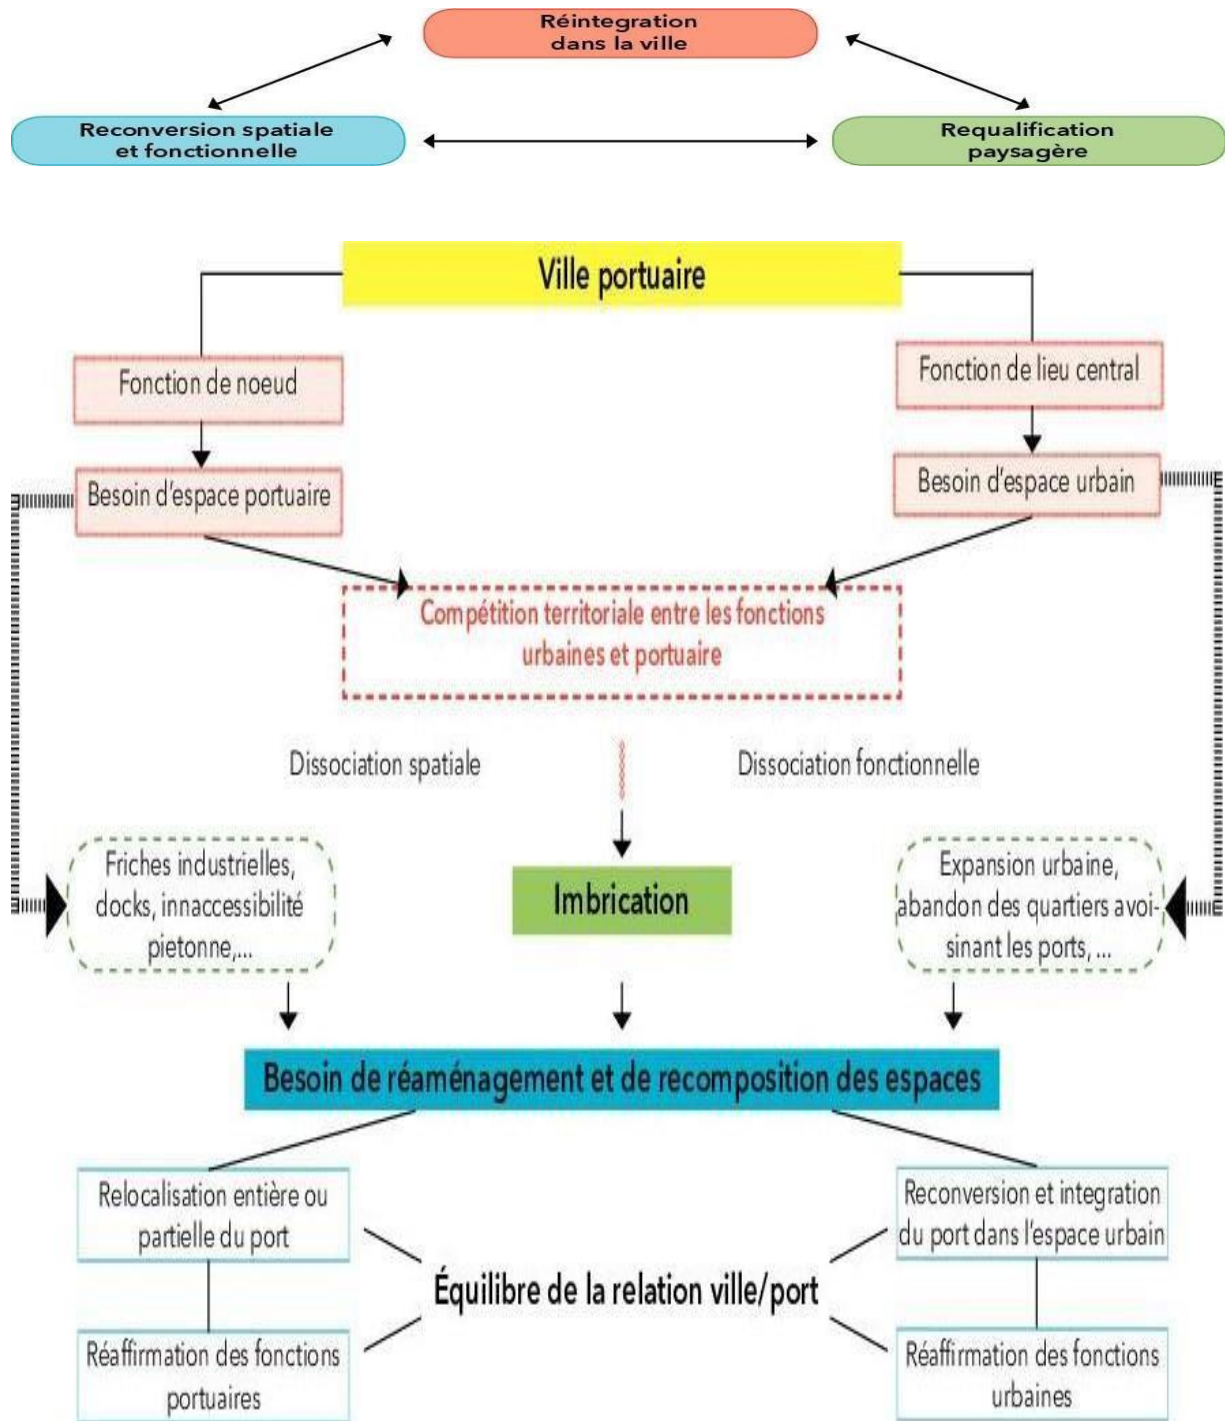 Réintegration
dans la ville
Reconversion spatiale
et fonctionnelle
Requalification
paysagère
Ville portuaire
Fonction de noeud
Fonction de lieu central
Besoin d'espace portuaire
Besoin d'espace urbain
Compétition territoriale entre les fonctions
urbaines et portuaire
Dissociation spatiale
Dissociation fonctionnelle
Friches industrielles,
docks, innaccessibilité
pietonne,...
Imbrication
Expansion urbaine,
abandon des quartiers avoi-
sinant les ports, ...
Besoin de réaménagement et de recomposition des espaces
Relocalisation entière ou
partielle du port
Reconversion et integration
du port dans l'espace urbain
Équilibre de la relation ville/port
Réaffirmation des fonctions
portuaires
Réaffirmation des fonctions
urbaines